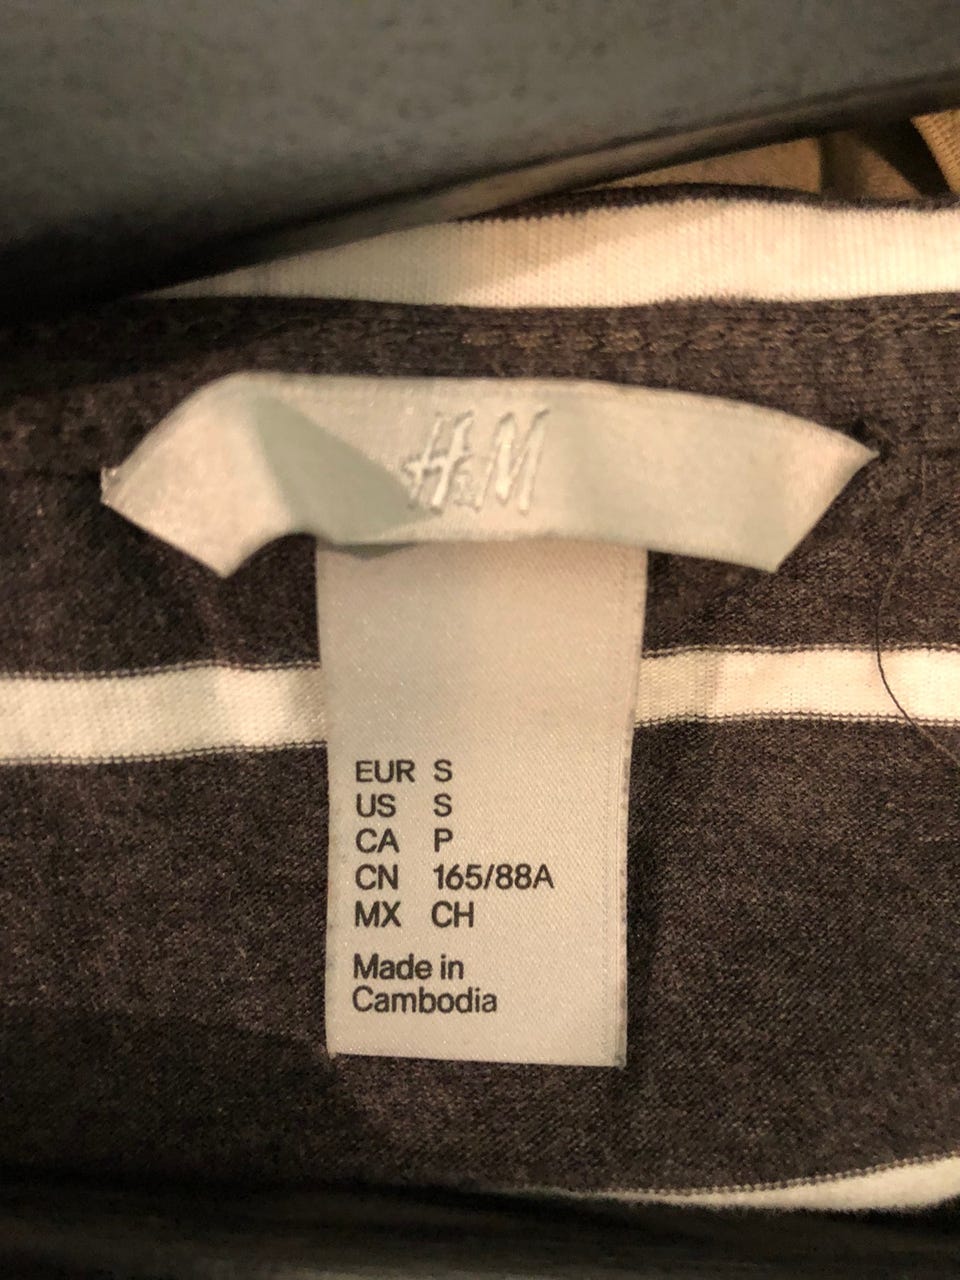 H&M
EUR S
US S
CA P
CN 165/88A
MX CH
Made in
Cambodia